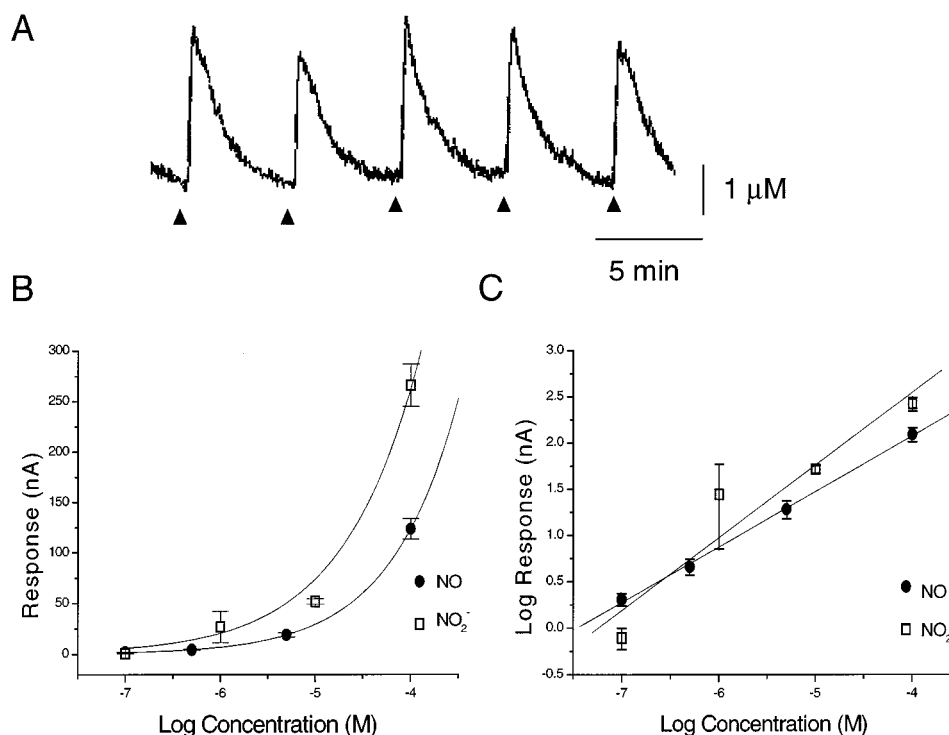 A
1 μM
5 min
B
C
300
250
200
150
100
50
0
-7
-6
-5
-4
Response (nA)
Log Concentration (M)
NO
NO2-
3.0
2.5
2.0
1.5
1.0
0.5
0.0
-0.5
-7
-6
-5
-4
Log Response (nA)
Log Concentration (M)
NO
NO2